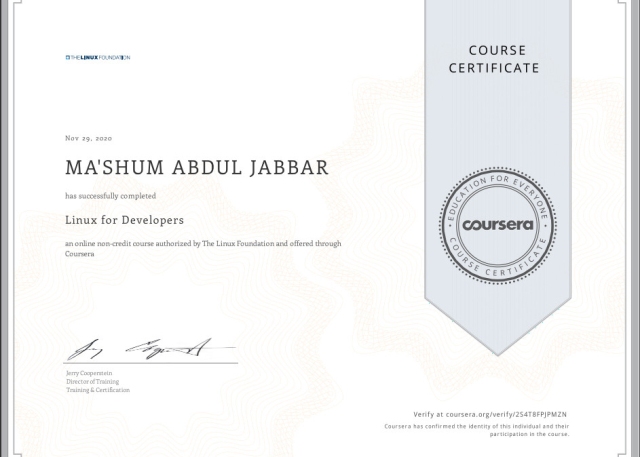 THE LINUX FOUNDATION
COURSE
CERTIFICATE
Nov 29, 2020
MA'SHUM ABDUL JABBAR
has successfully completed
Linux for Developers
an online non-credit course authorized by The Linux Foundation and offered through
Coursera
EDUCATION FOR EVERYONE
coursera
COURSE CERTIFICATE
Jerry Cooperstein
Director of Training
Training & Certification
Verify at coursera.org/verify/2S4T8FPJPMZN
Coursera has confirmed the identity of this individual and their
participation in the course.